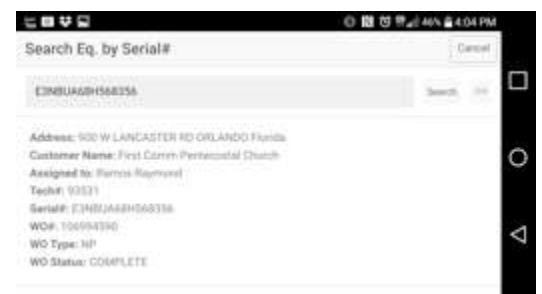 46% 4:04 PM
Search Eq. by Serial#
Cancel
E3NBUA68H568356
Search
Address: 900 W LANCASTER RD ORLANDO Florida
Customer Name: First Comm Pentecostal Church
Assigned to: Ramos Raymond
Tech#: 93531
Serial#: E3NBUA68H568356
WO#: 106994590
WO Type: NP
WO Status: COMPLETE